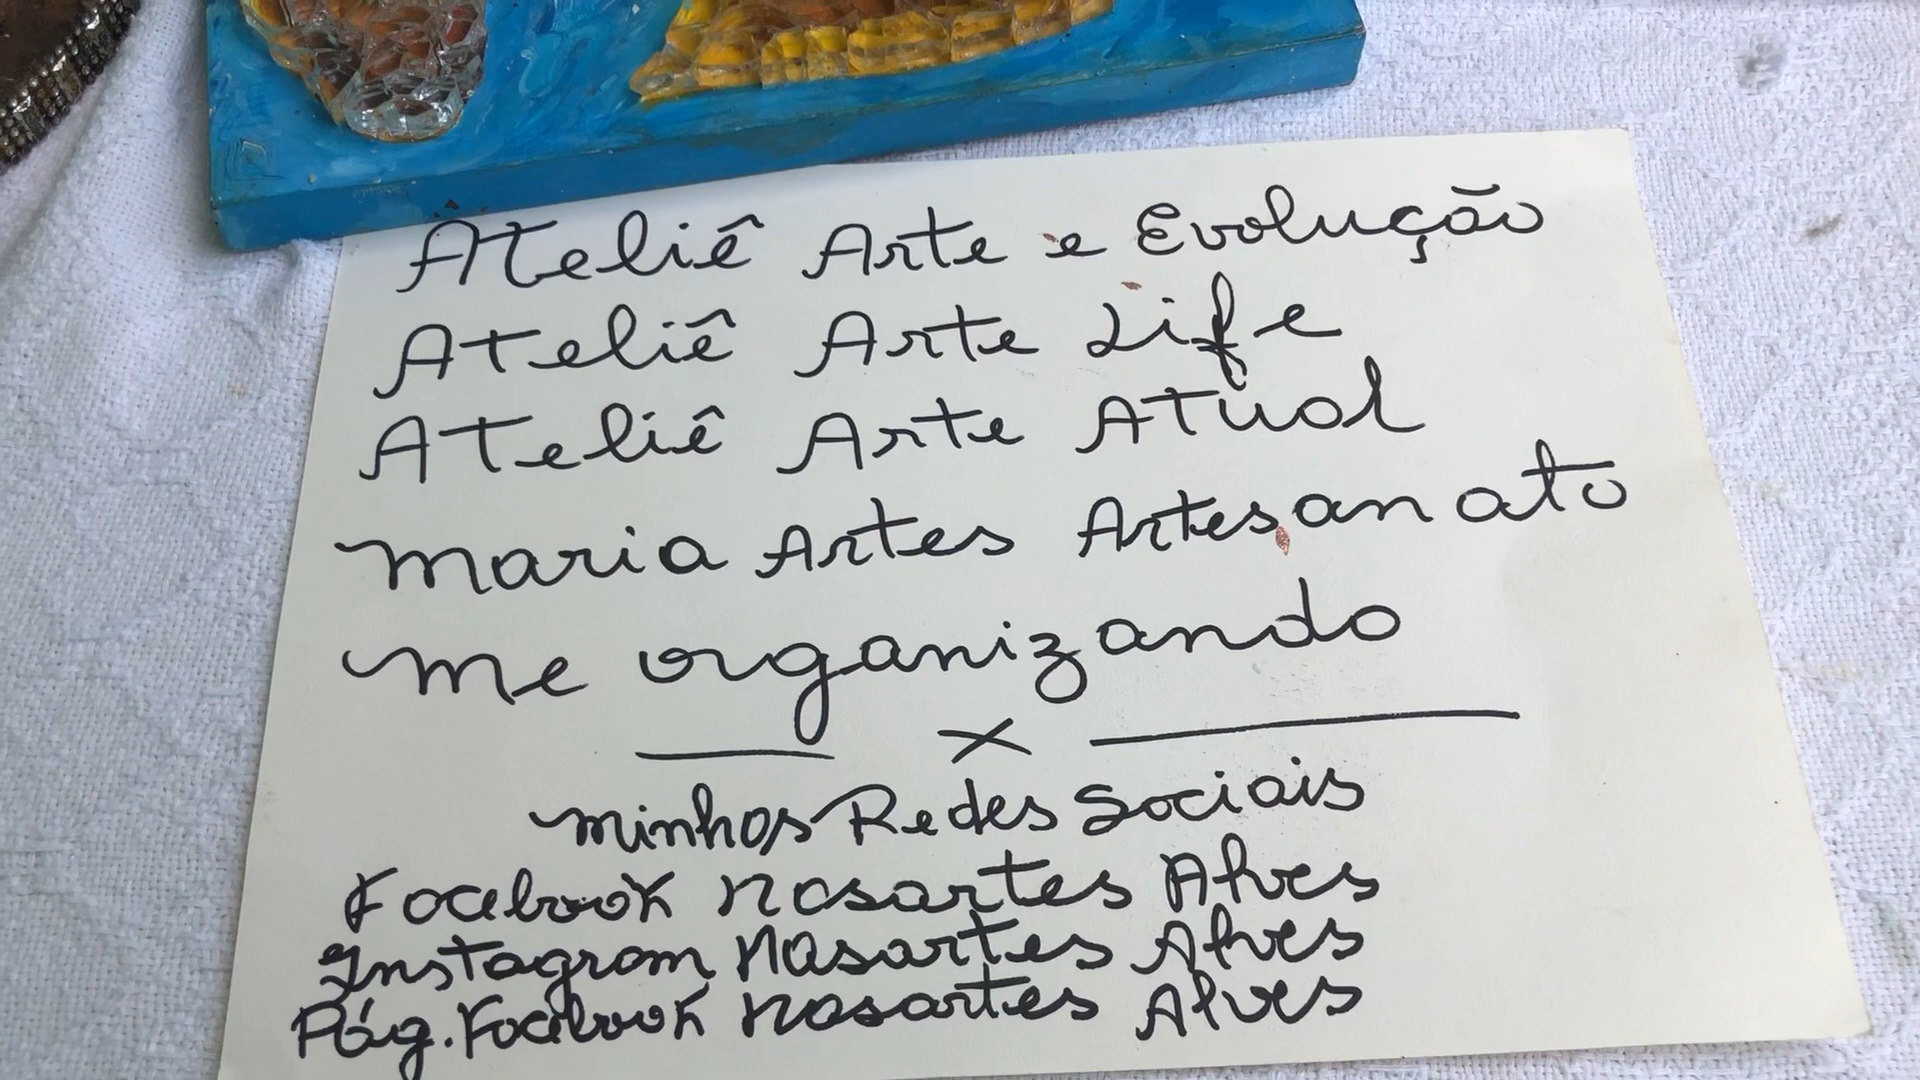 Ateliê Arte e Evolução
Ateliê Arte Life
Ateliê Arte Atual
Maria Artes Artesanato
Me organizando
x
Minhas Redes Sociais
Facebook Nasartes Alves
Instagram Nasartes Alves
Pág. Facebook Nasartes Alves